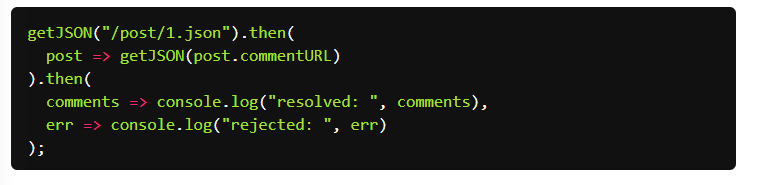 getJSON("/post/1.json").then(
  post => getJSON(post.commentURL)
).then(
  comments => console.log("resolved: ", comments),
  err => console.log("rejected: ", err)
);